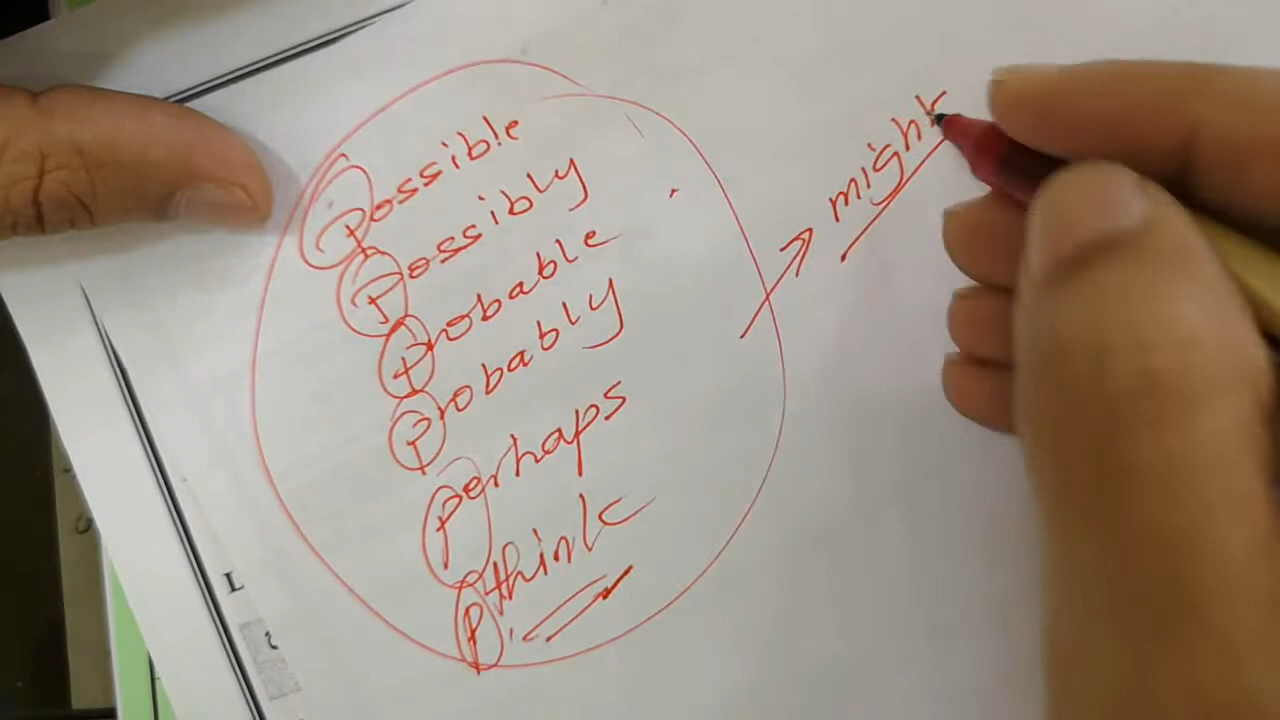 Possible
Possibly
Probable
Probably
Perhaps
P think
might
L